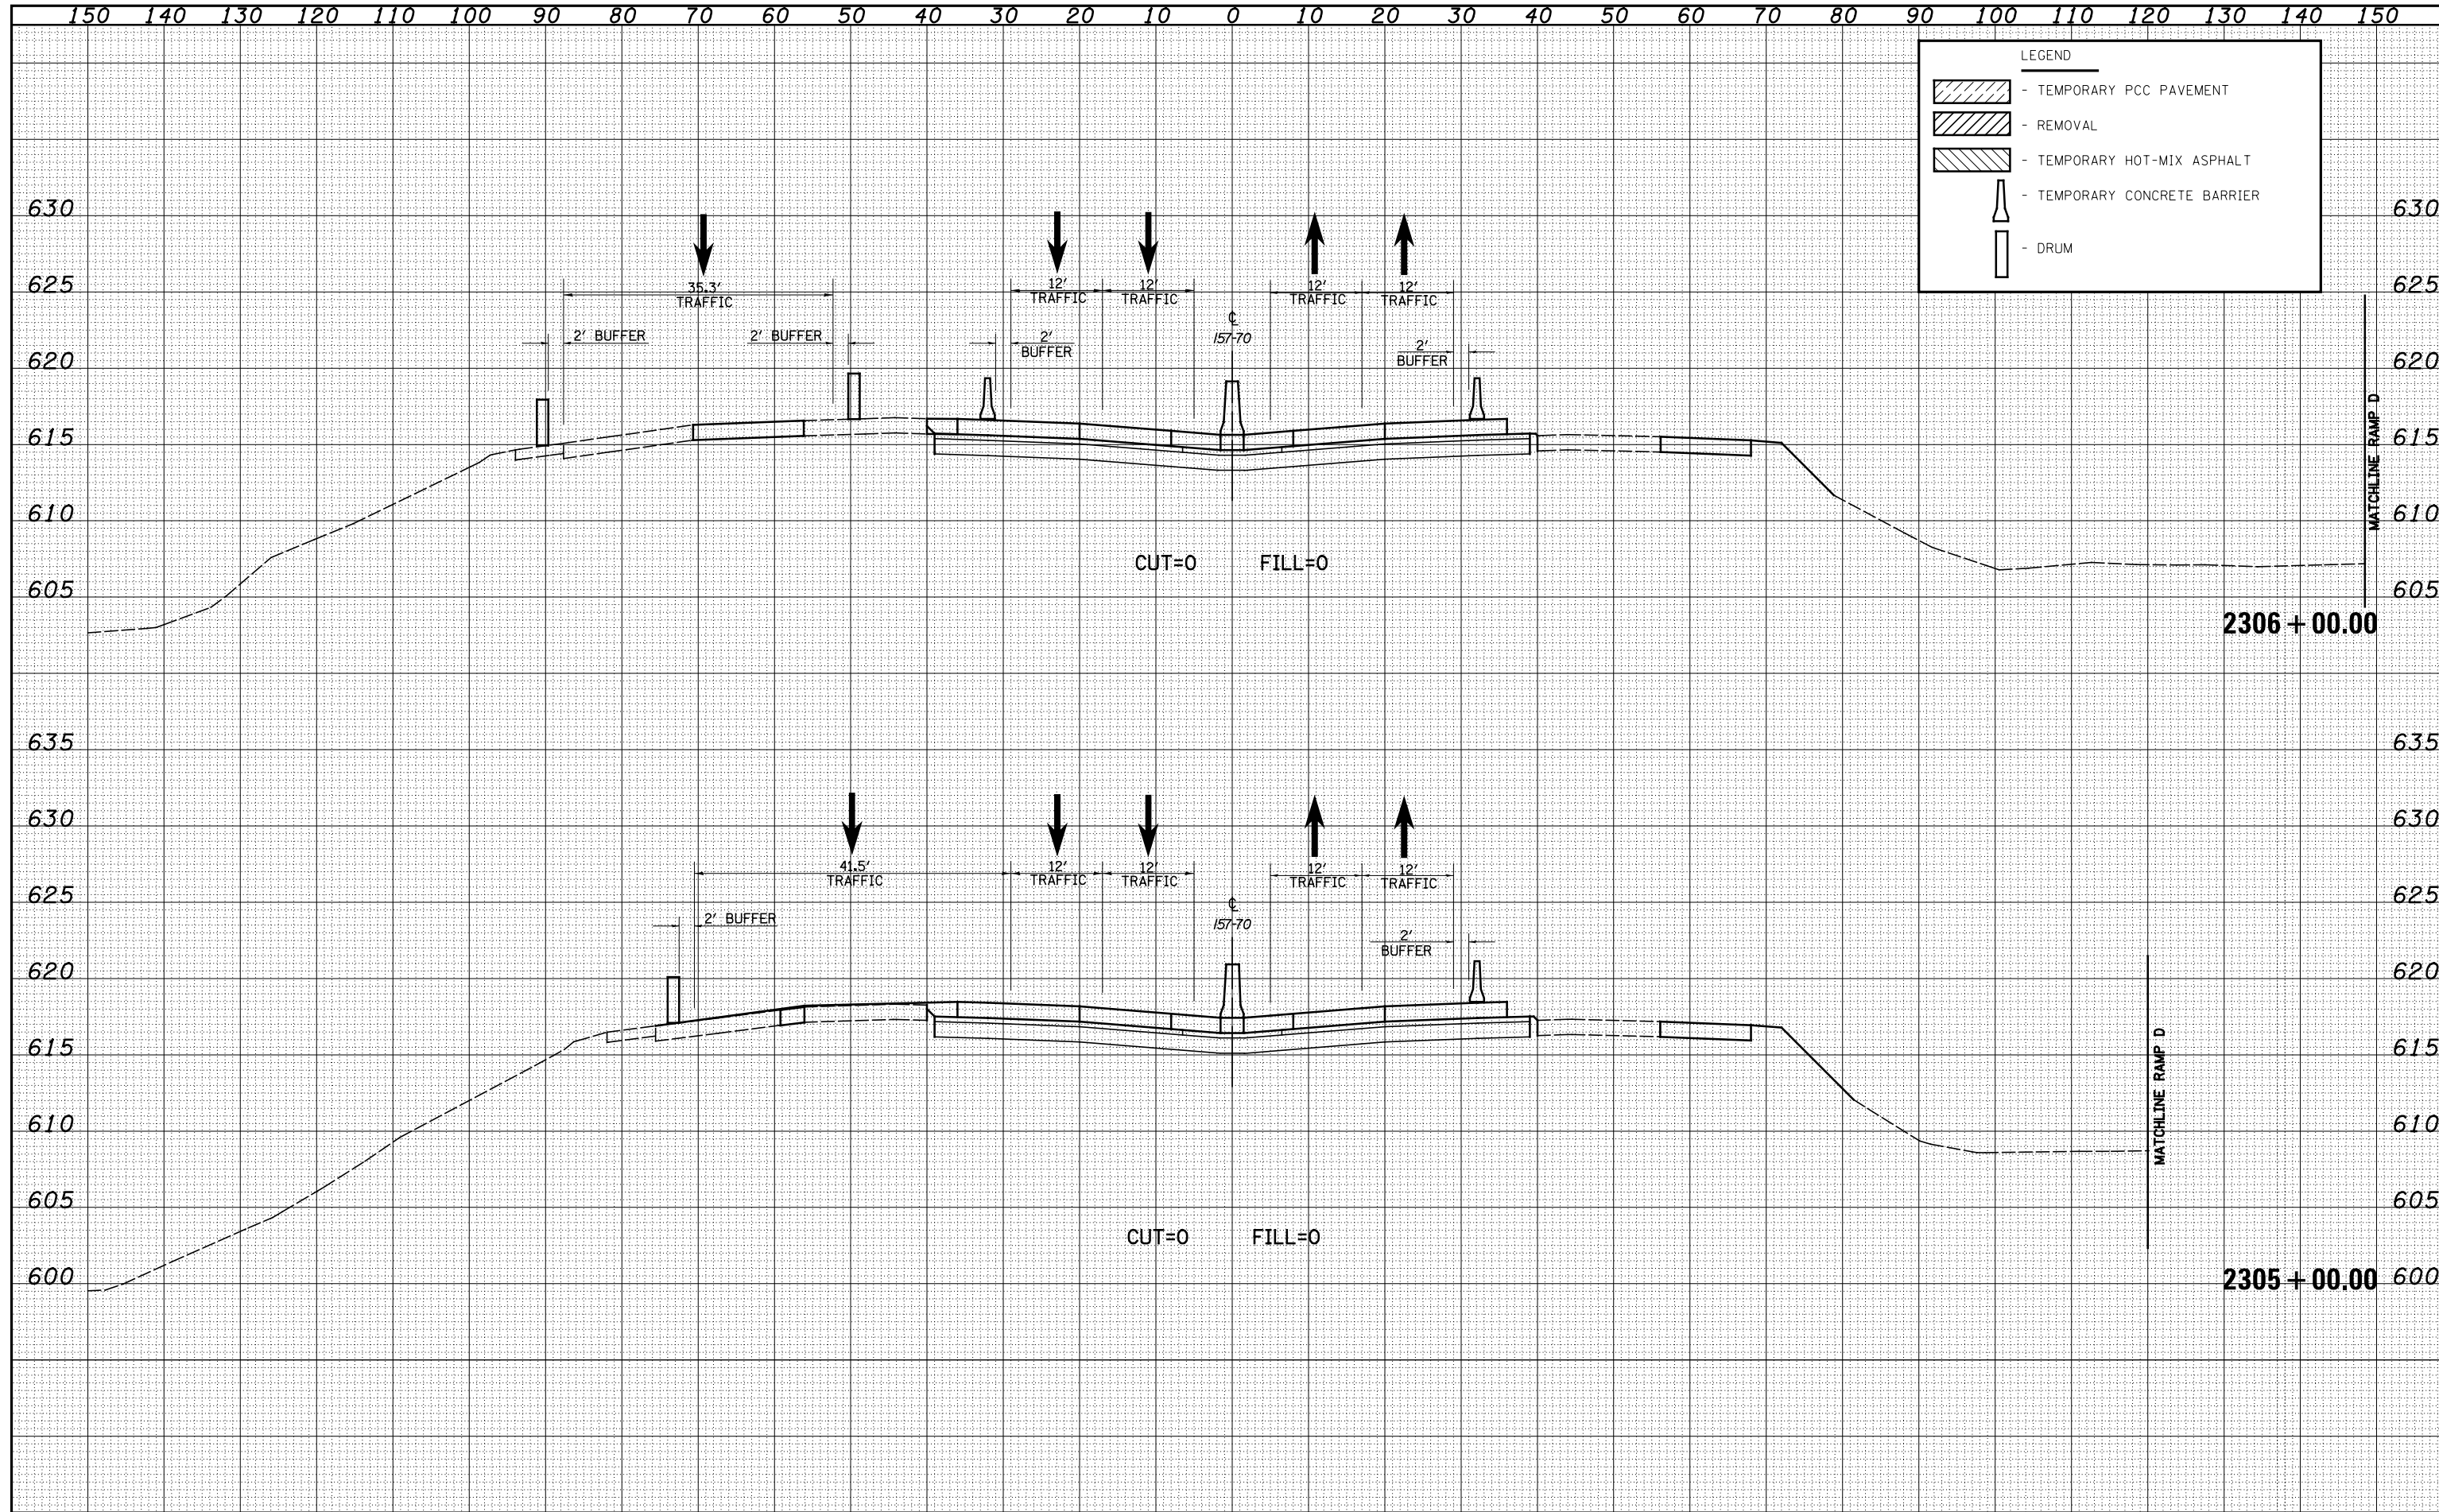 150 140 130 120 110 100 90 80 70 60 50 40 30 20 10 0 10 20 30 40 50 60 70 80 90 100 110 120 130 140 150
LEGEND
- TEMPORARY PCC PAVEMENT
- REMOVAL
- TEMPORARY HOT-MIX ASPHALT
- TEMPORARY CONCRETE BARRIER
- DRUM
630 630
625 625
35.3' 12' 12' 12' 12'
TRAFFIC TRAFFIC TRAFFIC TRAFFIC TRAFFIC
℄
157-70
2' BUFFER 2' BUFFER 2' 2'
BUFFER BUFFER
620 620
615 615
MATCHLINE RAMP D
610 610
CUT=0 FILL=0
605 605
2306+00.00
635 635
630 630
41.5' 12' 12' 12' 12'
TRAFFIC TRAFFIC TRAFFIC TRAFFIC TRAFFIC
625 625
℄
157-70
2' BUFFER 2'
BUFFER
620 620
615 615
MATCHLINE RAMP D
610 610
605 605
CUT=0 FILL=0
600 2305+00.00 600